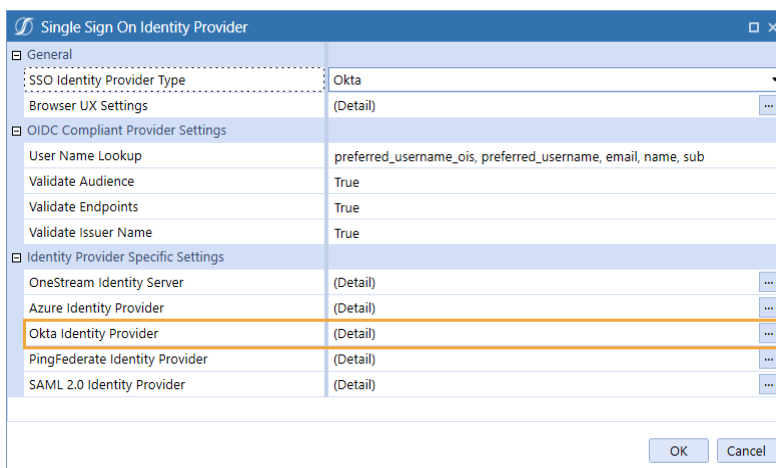 Single Sign On Identity Provider
General
SSO Identity Provider Type Okta
Browser UX Settings (Detail) ...
OIDC Compliant Provider Settings
User Name Lookup preferred_username_ois, preferred_username, email, name, sub
Validate Audience True
Validate Endpoints True
Validate Issuer Name True
Identity Provider Specific Settings
OneStream Identity Server (Detail) ...
Azure Identity Provider (Detail) ...
Okta Identity Provider (Detail) ...
PingFederate Identity Provider (Detail) ...
SAML 2.0 Identity Provider (Detail) ...
OK Cancel